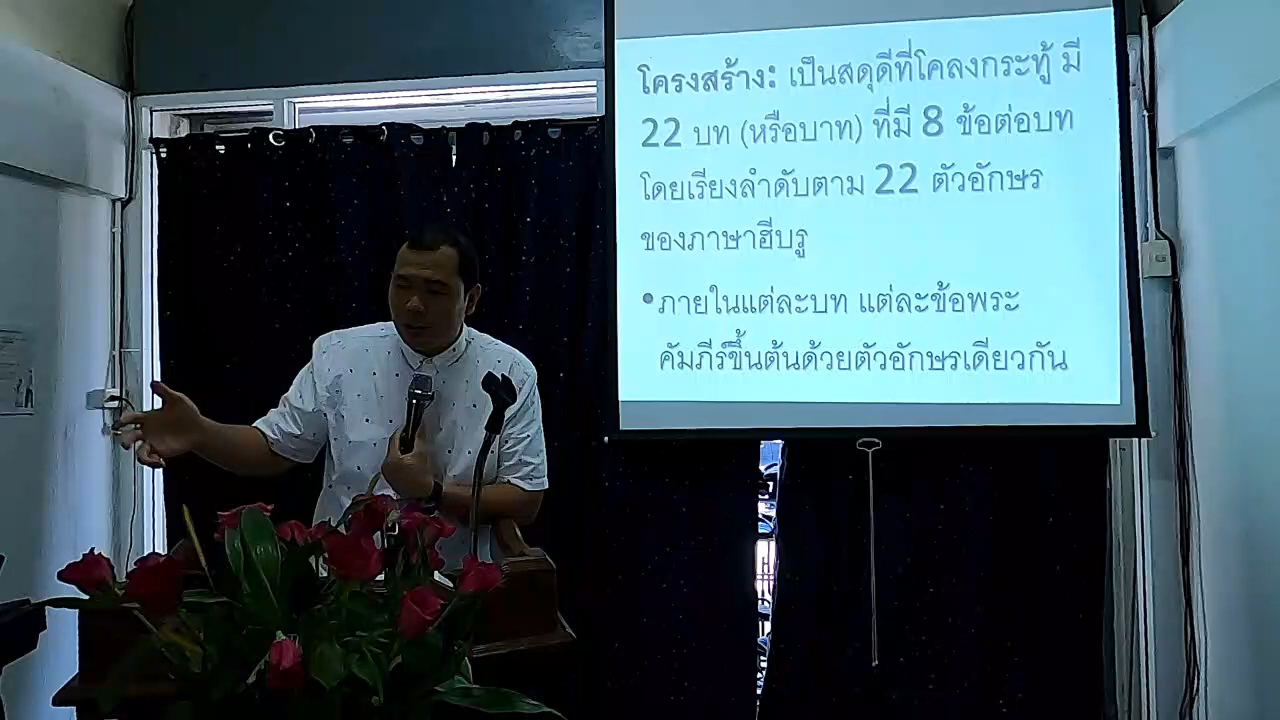 โครงสร้าง: เป็นสดุดีที่โคลงกระทู้ มี
22 บท (หรือบาท) ที่มี 8 ข้อต่อบท
โดยเรียงลำดับตาม 22 ตัวอักษร
ของภาษาฮีบรู
•ภายในแต่ละบท แต่ละข้อพระ
คัมภีร์ขึ้นต้นด้วยตัวอักษรเดียวกัน